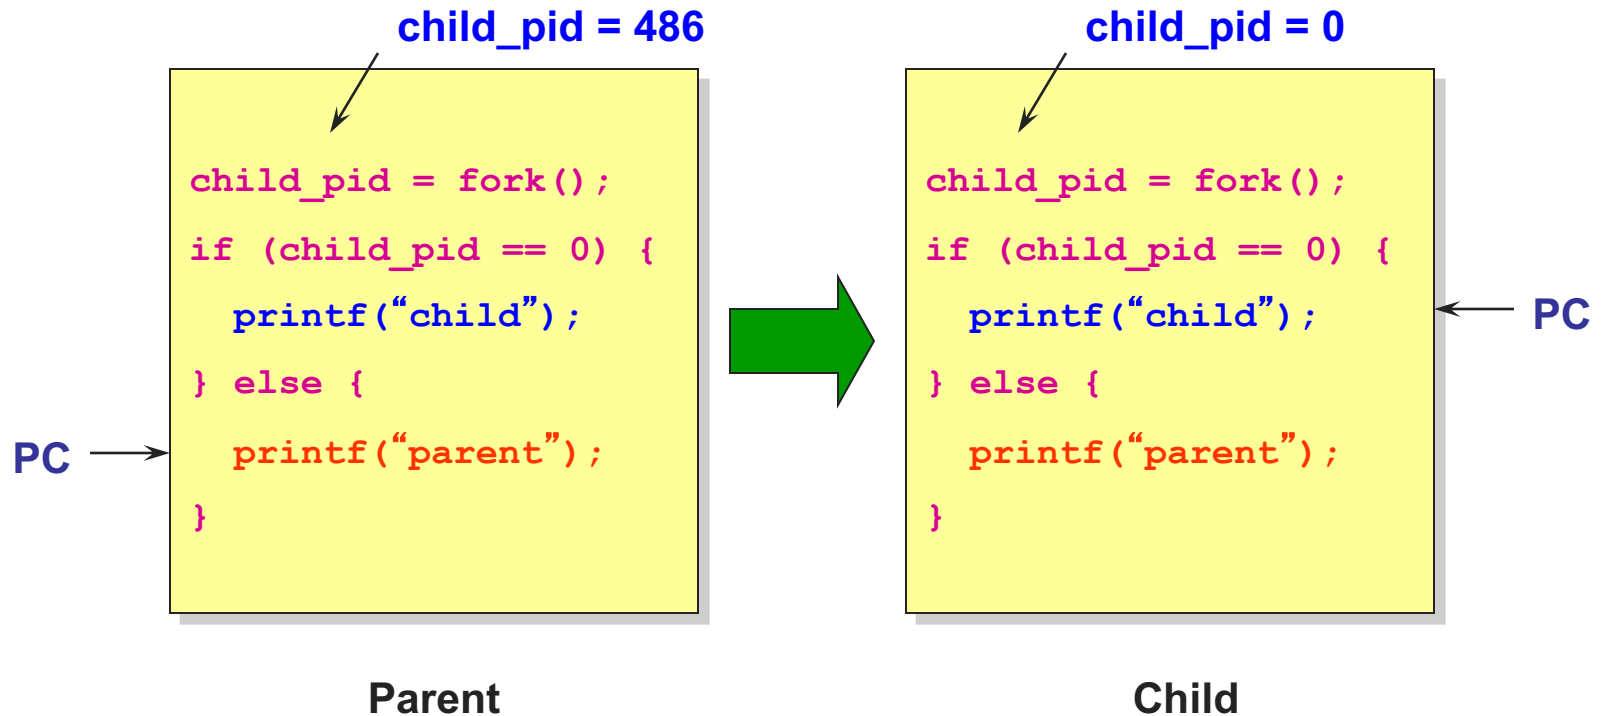 child_pid = 486
child_pid = fork();
if (child_pid == 0) {
printf(“child”);
} else {
PC
printf(“parent”);
}
Parent
child_pid = 0
child_pid = fork();
if (child_pid == 0) {
printf(“child”);
PC
} else {
printf(“parent”);
}
Child